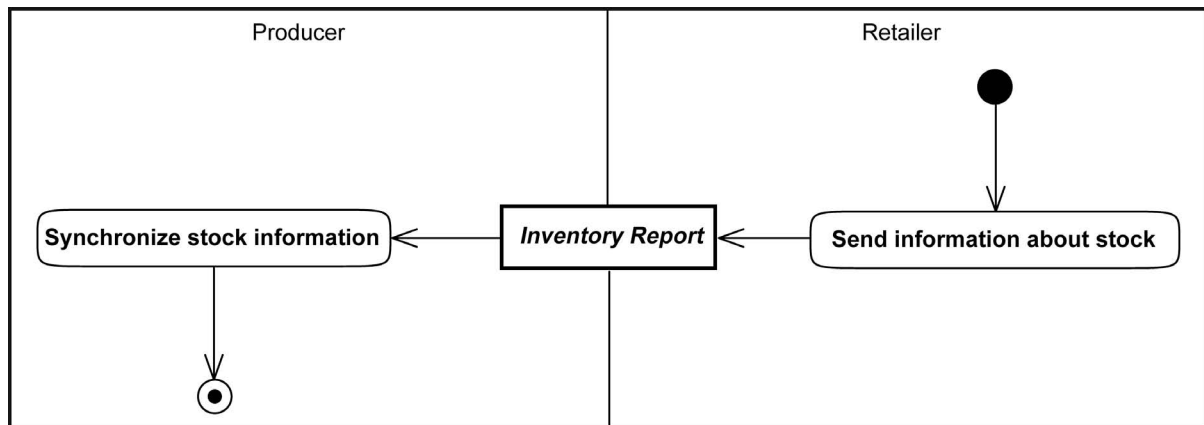 Producer
Retailer
Synchronize stock information
Inventory Report
Send information about stock